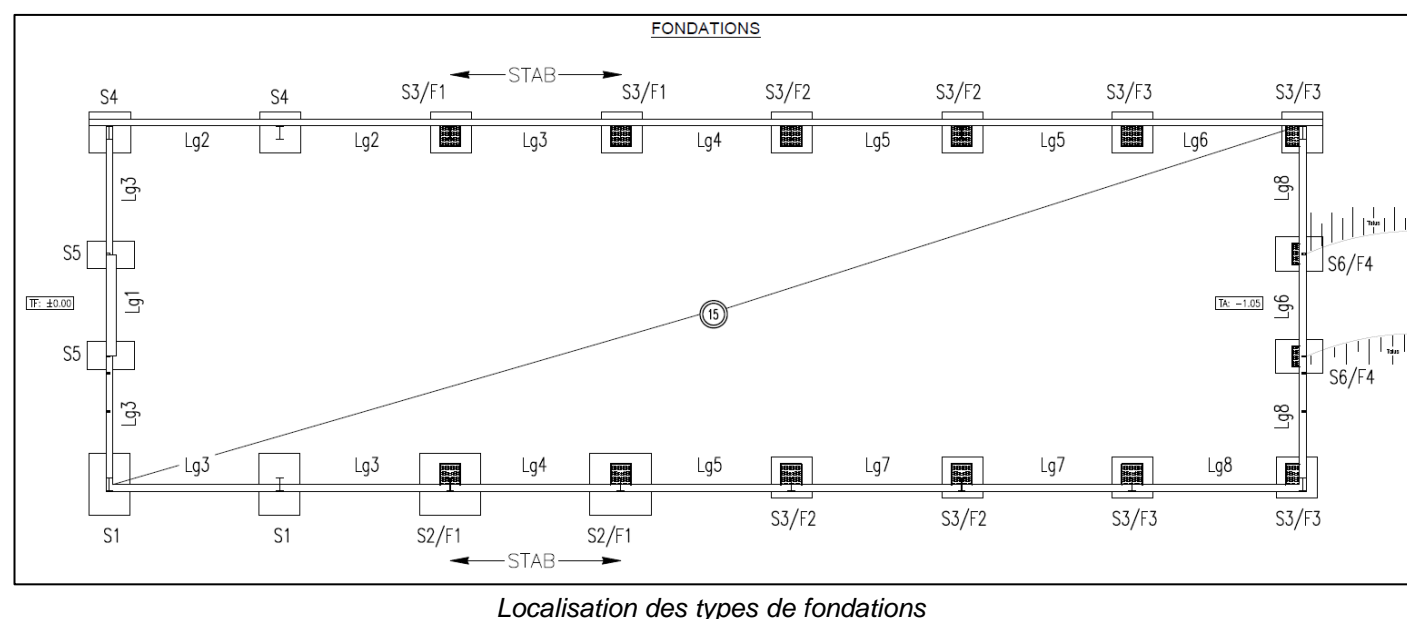 FONDATIONS
STAB
S4 S4 S3/F1 S3/F1 S3/F2 S3/F2 S3/F3 S3/F3
Lg2 Lg2 Lg3 Lg4 Lg5 Lg5 Lg6
Lg3 Lg8
Talus
S5 S6/F4
TF: ±0.00 Lg1 15 TA: -1.05 Lg6
S5 Talus
S6/F4
Lg3 Lg8
Lg3 Lg3 Lg4 Lg5 Lg7 Lg7 Lg8
S3/F2 S3/F2 S3/F3 S3/F3
S1 S1 S2/F1 S2/F1
STAB
Localisation des types de fondations